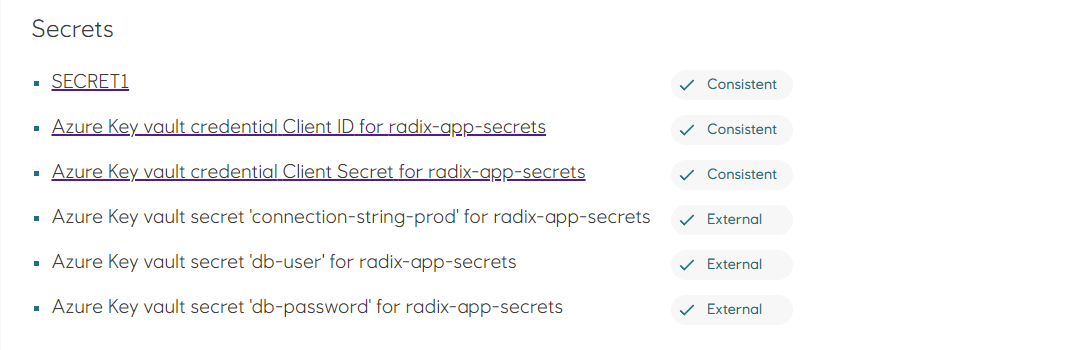 Secrets
SECRET1 Consistent
Azure Key vault credential Client ID for radix-app-secrets Consistent
Azure Key vault credential Client Secret for radix-app-secrets Consistent
Azure Key vault secret 'connection-string-prod' for radix-app-secrets External
Azure Key vault secret 'db-user' for radix-app-secrets External
Azure Key vault secret 'db-password' for radix-app-secrets External